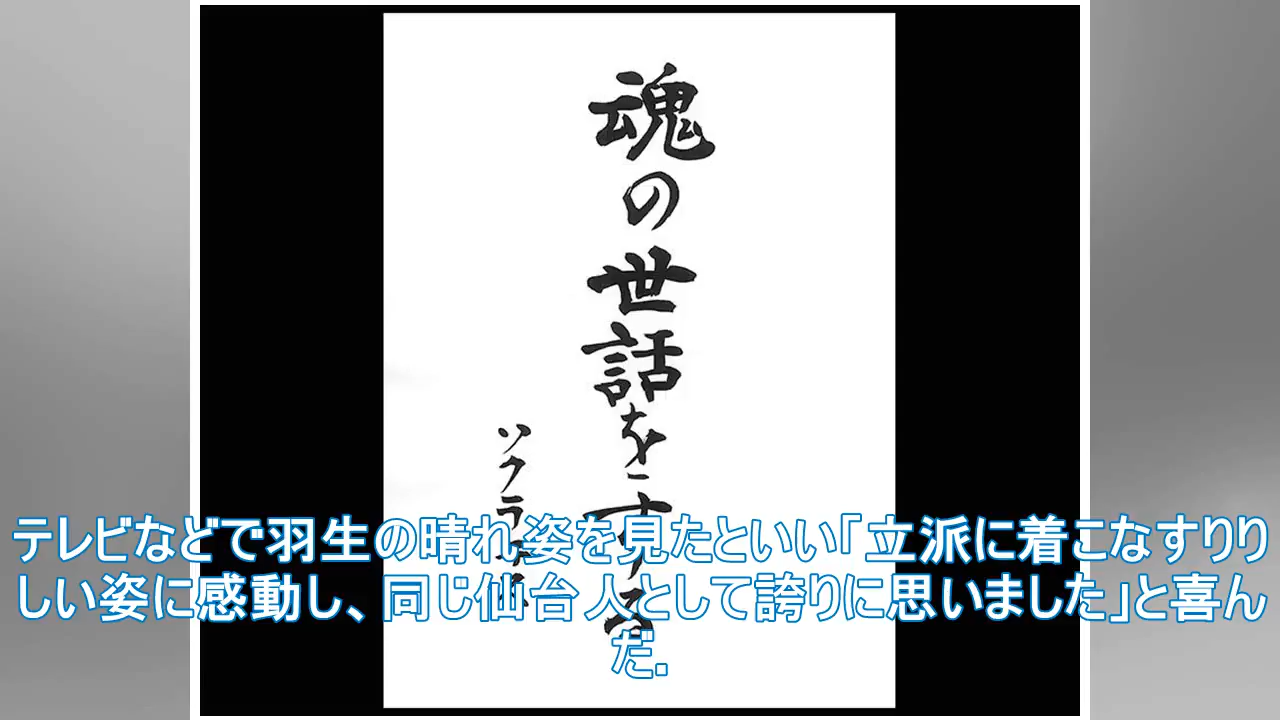 魂の世話をする
ソクラテス
テレビなどで羽生の晴れ姿を見たといい「立派に着こなすりり
しい姿に感動し、同じ仙台人として誇りに思いました」と喜ん
だ.